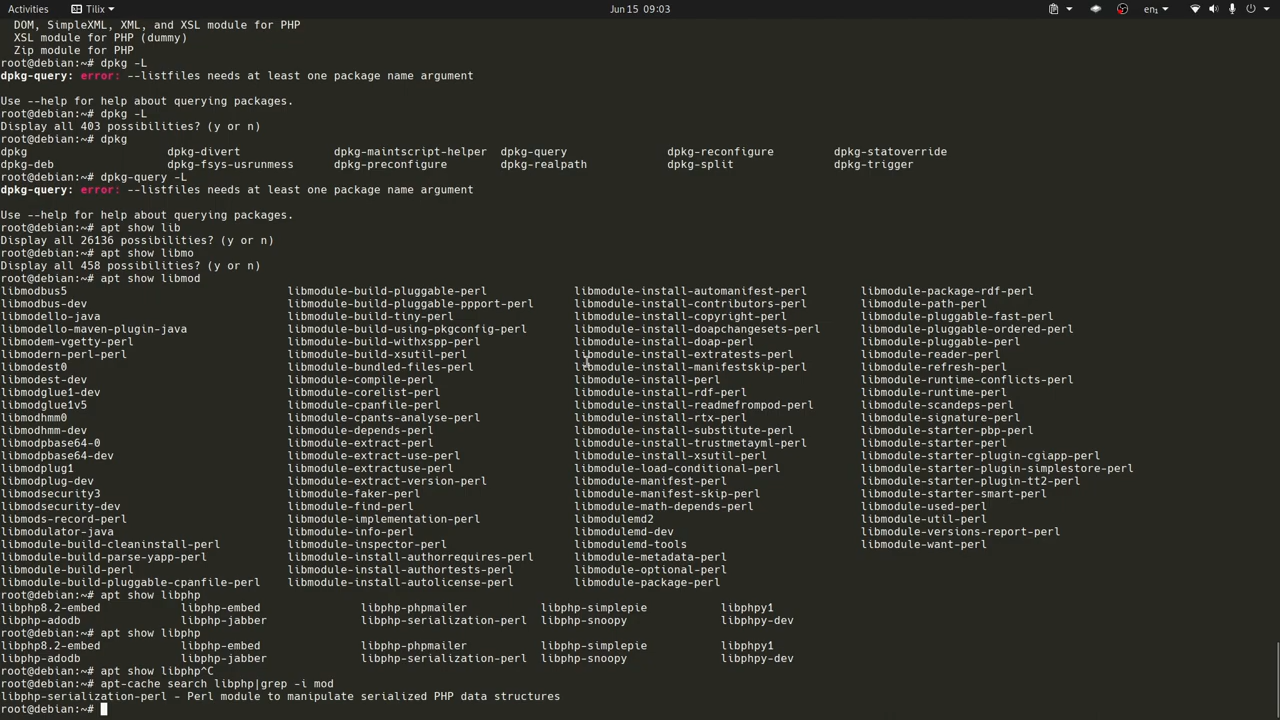 Activities Tilix Jun 15 09:03 en₁
DOM, SimpleXML, XML, and XSL module for PHP
XSL module for PHP (dummy)
Zip module for PHP
root@debian:~# dpkg -L
dpkg-query: error: --listfiles needs at least one package name argument
Use --help for help about querying packages.
root@debian:~# dpkg -L
Display all 403 possibilities? (y or n)
root@debian:~# dpkg
dpkg dpkg-divert dpkg-maintscript-helper dpkg-query dpkg-reconfigure dpkg-statoverride
dpkg-deb dpkg-fsys-usrunmess dpkg-preconfigure dpkg-realpath dpkg-split dpkg-trigger
root@debian:~# dpkg-query -L
dpkg-query: error: --listfiles needs at least one package name argument
Use --help for help about querying packages.
root@debian:~# apt show lib
Display all 26136 possibilities? (y or n)
root@debian:~# apt show libmo
Display all 458 possibilities? (y or n)
root@debian:~# apt show libmod
libmodbus5 libmodule-build-pluggable-perl libmodule-install-automanifest-perl libmodule-package-rdf-perl
libmodbus-dev libmodule-build-pluggable-ppport-perl libmodule-install-contributors-perl libmodule-path-perl
libmodello-java libmodule-build-tiny-perl libmodule-install-copyright-perl libmodule-pluggable-fast-perl
libmodello-maven-plugin-java libmodule-build-using-pkgconfig-perl libmodule-install-doapchangesets-perl libmodule-pluggable-ordered-perl
libmodem-vgetty-perl libmodule-build-withxspp-perl libmodule-install-doap-perl libmodule-pluggable-perl
libmodern-perl-perl libmodule-build-xsutil-perl libmodule-install-extratests-perl libmodule-reader-perl
libmodest0 libmodule-bundled-files-perl libmodule-install-manifestskip-perl libmodule-refresh-perl
libmodest-dev libmodule-compile-perl libmodule-install-perl libmodule-runtime-conflicts-perl
libmodglue1-dev libmodule-corelist-perl libmodule-install-rdf-perl libmodule-runtime-perl
libmodglue1v5 libmodule-cpanfile-perl libmodule-install-readmefrompod-perl libmodule-scandeps-perl
libmodhmm0 libmodule-cpants-analyse-perl libmodule-install-rtx-perl libmodule-signature-perl
libmodhmm-dev libmodule-depends-perl libmodule-install-substitute-perl libmodule-starter-pbp-perl
libmodpbase64-0 libmodule-extract-perl libmodule-install-trustmetayml-perl libmodule-starter-perl
libmodpbase64-dev libmodule-extract-use-perl libmodule-install-xsutil-perl libmodule-starter-plugin-cgiapp-perl
libmodplug1 libmodule-extractuse-perl libmodule-load-conditional-perl libmodule-starter-plugin-simplestore-perl
libmodplug-dev libmodule-extract-version-perl libmodule-manifest-perl libmodule-starter-plugin-tt2-perl
libmodsecurity3 libmodule-faker-perl libmodule-manifest-skip-perl libmodule-starter-smart-perl
libmodsecurity-dev libmodule-find-perl libmodule-math-depends-perl libmodule-used-perl
libmods-record-perl libmodule-implementation-perl libmodulemd2 libmodule-util-perl
libmodulator-java libmodule-info-perl libmodulemd-dev libmodule-versions-report-perl
libmodule-build-cleaninstall-perl libmodule-inspector-perl libmodulemd-tools libmodule-want-perl
libmodule-build-parse-yapp-perl libmodule-install-authorrequires-perl libmodule-metadata-perl
libmodule-build-perl libmodule-install-authortests-perl libmodule-optional-perl
libmodule-build-pluggable-cpanfile-perl libmodule-install-autolicense-perl libmodule-package-perl
root@debian:~# apt show libphp
libphp8.2-embed libphp-embed libphp-phpmailer libphp-simplepie libphpy1
libphp-adodb libphp-jabber libphp-serialization-perl libphp-snoopy libphpy-dev
root@debian:~# apt show libphp
libphp8.2-embed libphp-embed libphp-phpmailer libphp-simplepie libphpy1
libphp-adodb libphp-jabber libphp-serialization-perl libphp-snoopy libphpy-dev
root@debian:~# apt show libphp^C
root@debian:~# apt-cache search libphp|grep -i mod
libphp-serialization-perl - Perl module to manipulate serialized PHP data structures
root@debian:~#